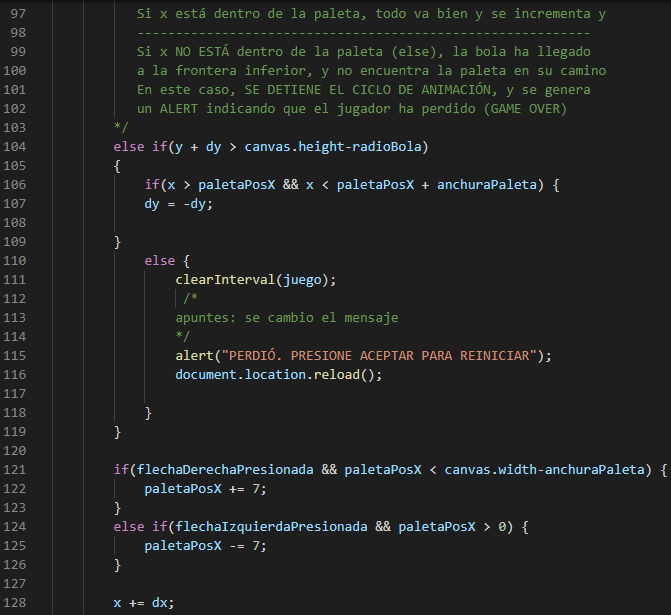 97 Si x está dentro de la paleta, todo va bien y se incrementa y
98 -----------------------------------------------------------
99 Si x NO ESTÁ dentro de la paleta (else), la bola ha llegado
100 a la frontera inferior, y no encuentra la paleta en su camino
101 En este caso, SE DETIENE EL CICLO DE ANIMACIÓN, y se genera
102 un ALERT indicando que el jugador ha perdido (GAME OVER)
103 */
104 else if(y + dy > canvas.height-radioBola)
105 {
106 if(x > paletaPosX && x < paletaPosX + anchuraPaleta) {
107 dy = -dy;
108
109 }
110 else {
111 clearInterval(juego);
112 /*
113 apuntes: se cambio el mensaje
114 */
115 alert("PERDIÓ. PRESIONE ACEPTAR PARA REINICIAR");
116 document.location.reload();
117
118 }
119 }
120
121 if(flechaDerechaPresionada && paletaPosX < canvas.width-anchuraPaleta) {
122 paletaPosX += 7;
123 }
124 else if(flechaIzquierdaPresionada && paletaPosX > 0) {
125 paletaPosX -= 7;
126 }
127
128 x += dx;